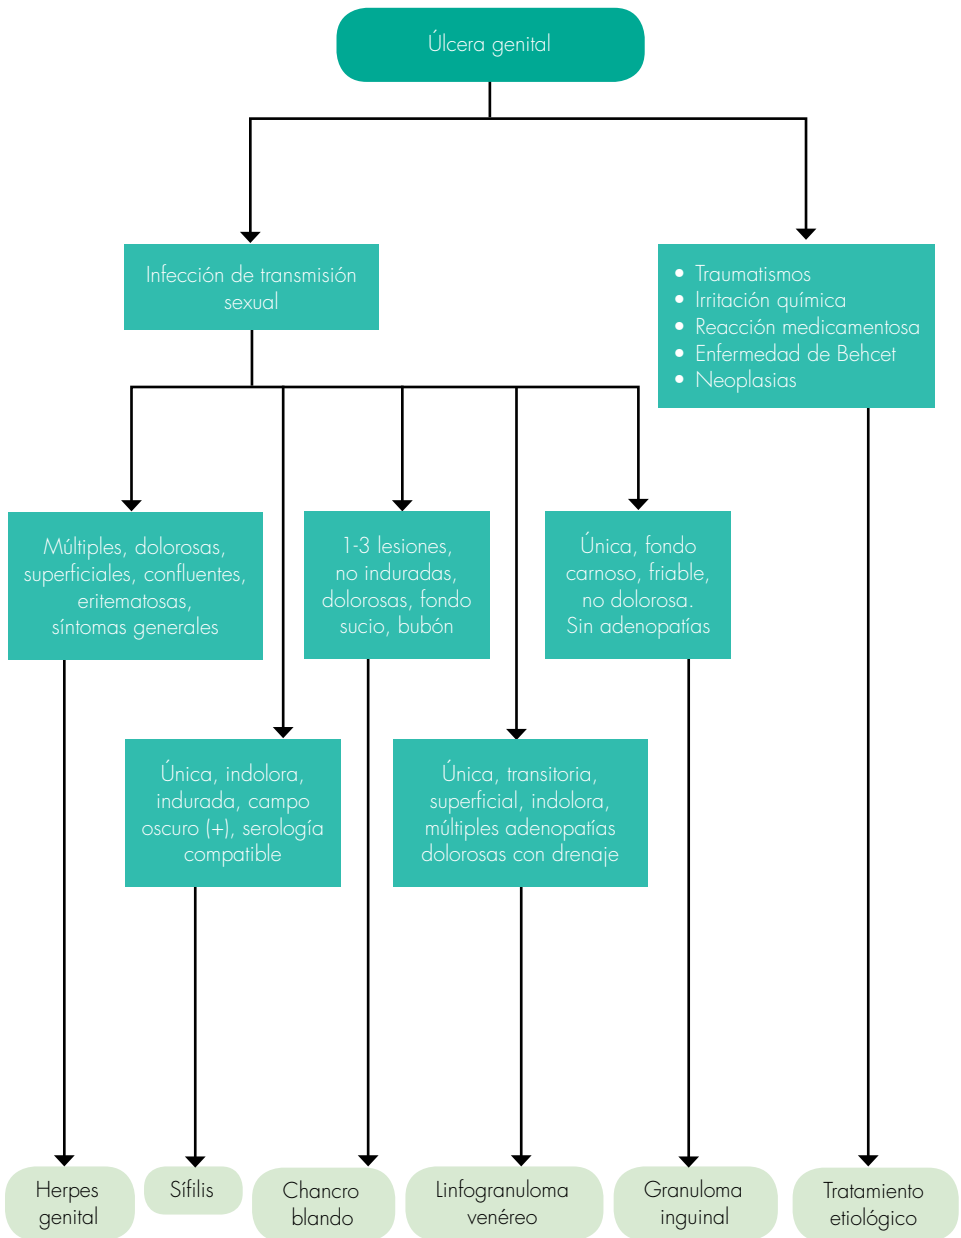 Úlcera genital
Infección de transmisión
sexual
• Traumatismos
• Irritación química
• Reacción medicamentosa
• Enfermedad de Behcet
• Neoplasias
Múltiples, dolorosas,
superficiales, confluentes,
eritematosas,
síntomas generales
1-3 lesiones,
no induradas,
dolorosas, fondo
sucio, bubón
Única, fondo
carnoso, friable,
no dolorosa.
Sin adenopatías
Única, indolora,
indurada, campo
oscuro (+), serología
compatible
Única, transitoria,
superficial, indolora,
múltiples adenopatías
dolorosas con drenaje
Herpes
genital
Sífilis
Chancro
blando
Linfogranuloma
venéreo
Granuloma
inguinal
Tratamiento
etiológico